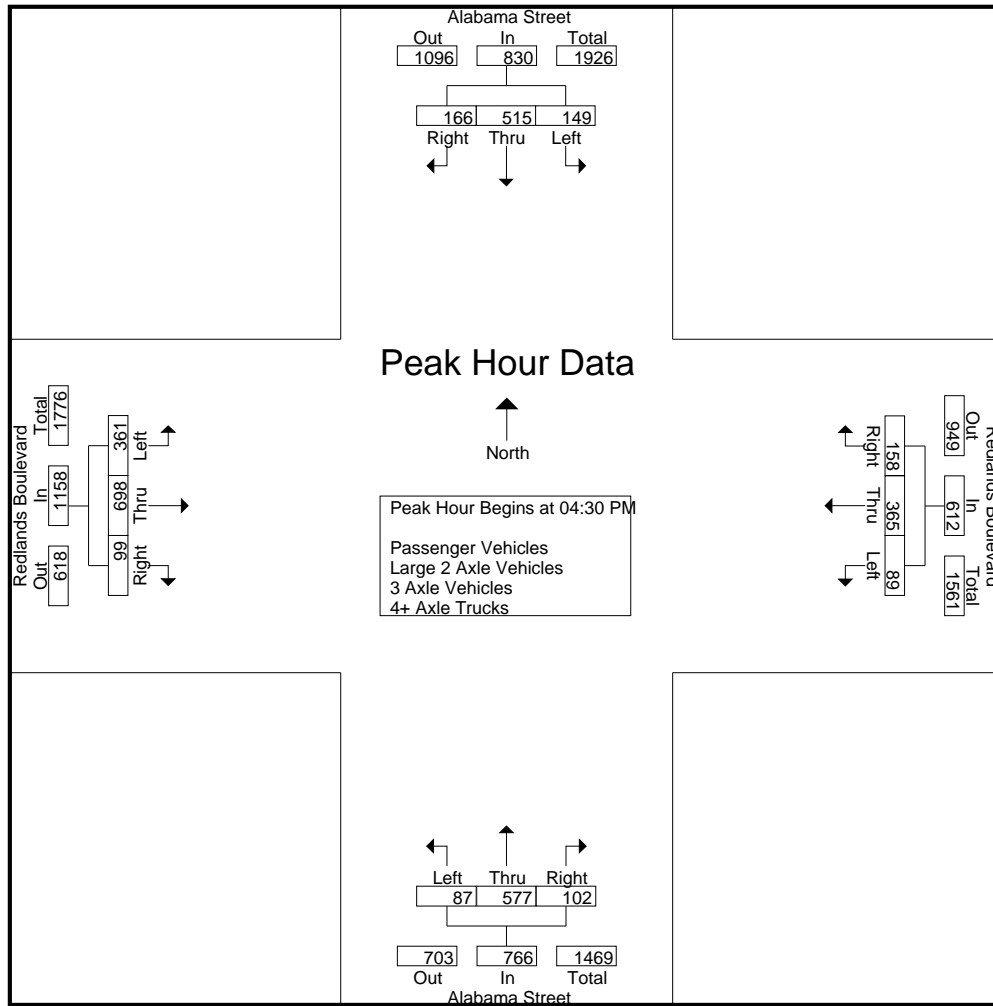 Alabama Street
Out In Total
1096 830 1926
166 515 149
Right Thru Left
Peak Hour Data
North
Peak Hour Begins at 04:30 PM
Passenger Vehicles
Large 2 Axle Vehicles
3 Axle Vehicles
4+ Axle Trucks
Redlands Boulevard
Out In Total
618 1158 1776
361 698 99
Left Thru Right
Redlands Boulevard
Out In Total
949 612 1561
158 365 89
Right Thru Left
Left Thru Right
87 577 102
703 766 1469
Out In Total
Alabama Street